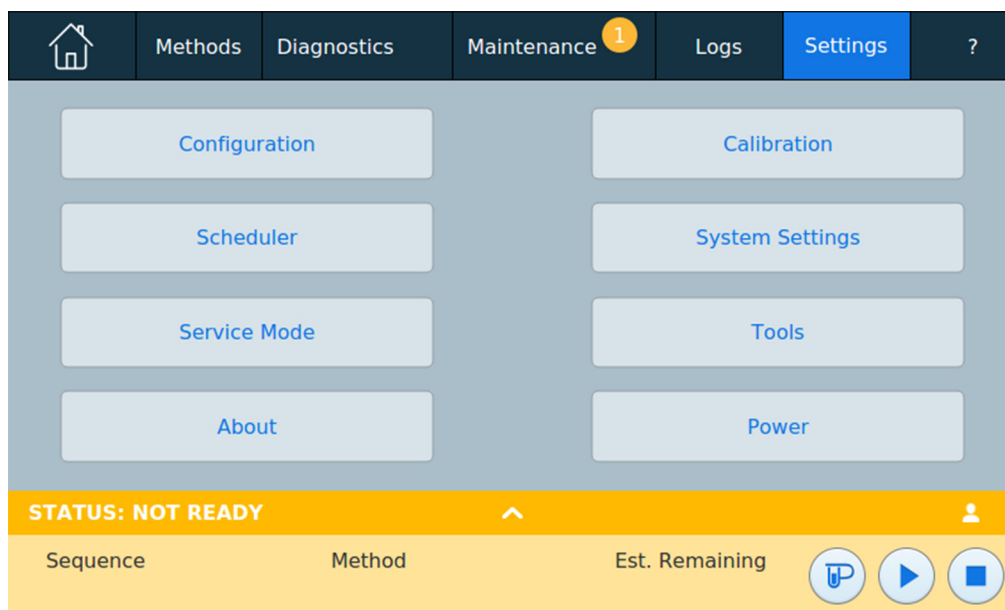 Methods Diagnostics Maintenance 1 Logs Settings ?
Configuration Calibration
Scheduler System Settings
Service Mode Tools
About Power
STATUS: NOT READY
Sequence Method Est. Remaining